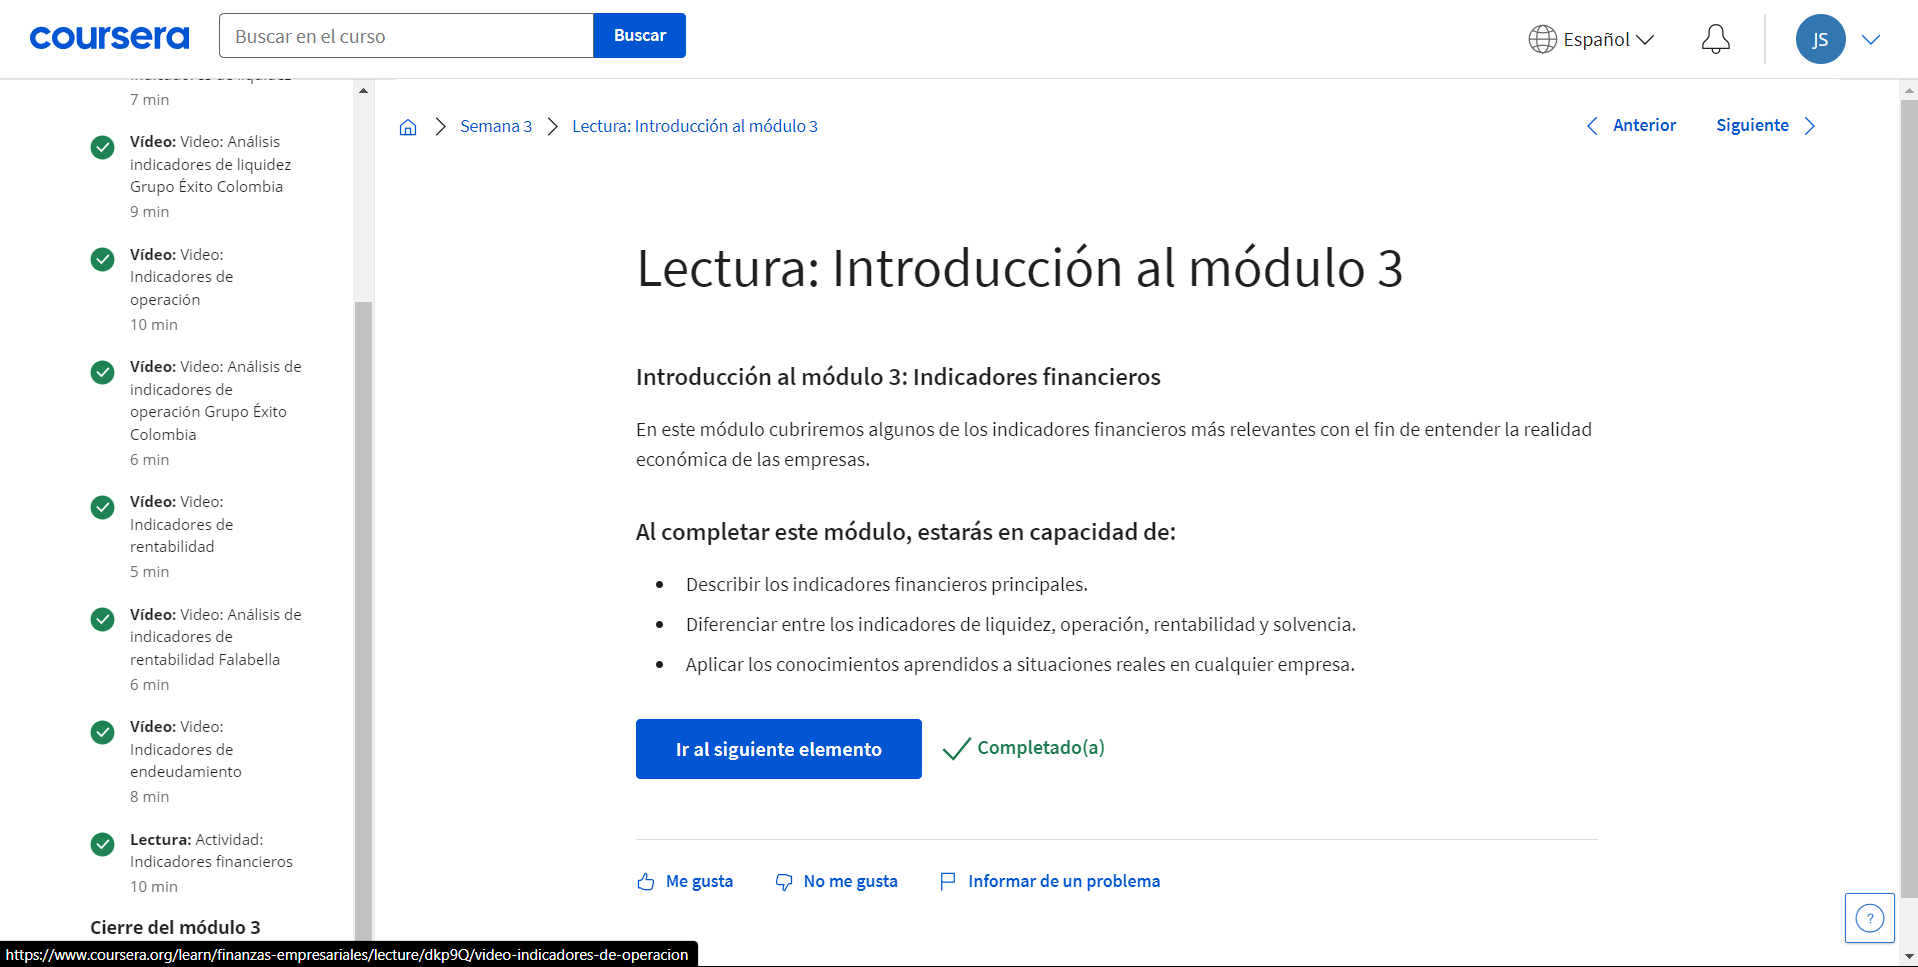 coursera
Buscar en el curso
Buscar
Español
JS
indicadores de liquidez
7 min
Vídeo: Video: Análisis
indicadores de liquidez
Grupo Éxito Colombia
9 min
Vídeo: Video:
Indicadores de
operación
10 min
Vídeo: Video: Análisis de
indicadores de
operación Grupo Éxito
Colombia
6 min
Vídeo: Video:
Indicadores de
rentabilidad
5 min
Vídeo: Video: Análisis de
indicadores de
rentabilidad Falabella
6 min
Vídeo: Video:
Indicadores de
endeudamiento
8 min
Lectura: Actividad:
Indicadores financieros
10 min
Cierre del módulo 3
Semana 3
Lectura: Introducción al módulo 3
Anterior
Siguiente
Lectura: Introducción al módulo 3
Introducción al módulo 3: Indicadores financieros
En este módulo cubriremos algunos de los indicadores financieros más relevantes con el fin de entender la realidad
económica de las empresas.
Al completar este módulo, estarás en capacidad de:
• Describir los indicadores financieros principales.
• Diferenciar entre los indicadores de liquidez, operación, rentabilidad y solvencia.
• Aplicar los conocimientos aprendidos a situaciones reales en cualquier empresa.
Ir al siguiente elemento
Completado(a)
Me gusta
No me gusta
Informar de un problema
?
https://www.coursera.org/learn/finanzas-empresariales/lecture/dkp9Q/video-indicadores-de-operacion